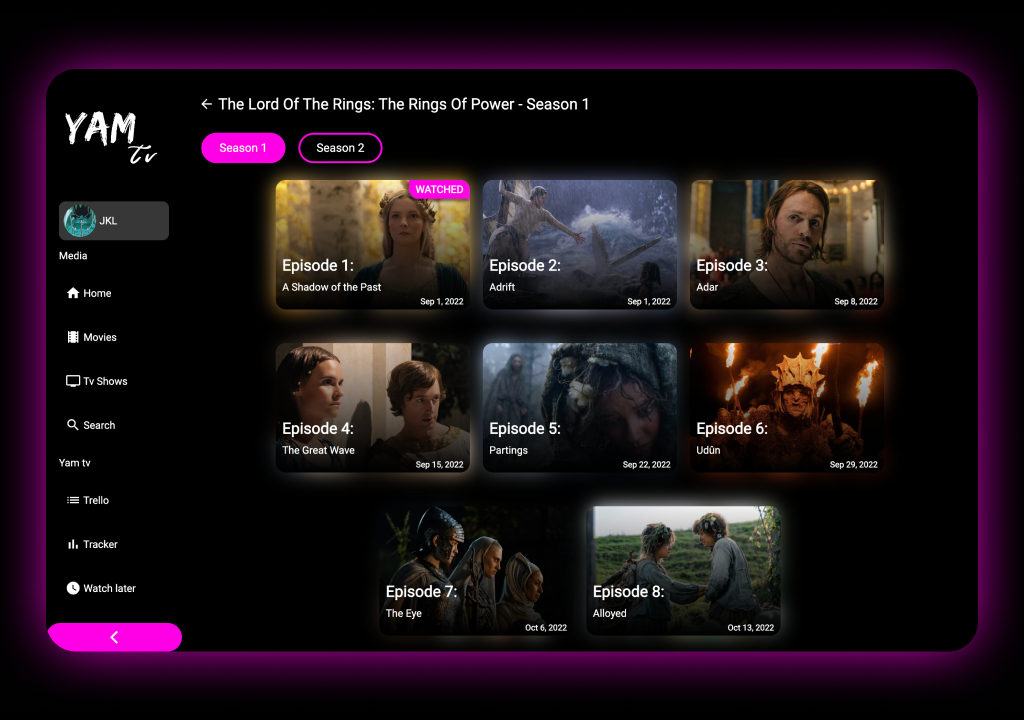 YAM
tv
JKL
Media
Home
Movies
Tv Shows
Search
Yam tv
Trello
Tracker
Watch later
The Lord Of The Rings: The Rings Of Power - Season 1
Season 1
Season 2
WATCHED
Episode 1:
A Shadow of the Past
Sep 1, 2022
Episode 2:
Adrift
Sep 1, 2022
Episode 3:
Adar
Sep 8, 2022
Episode 4:
The Great Wave
Sep 15, 2022
Episode 5:
Partings
Sep 22, 2022
Episode 6:
Udûn
Sep 29, 2022
Episode 7:
The Eye
Oct 6, 2022
Episode 8:
Alloyed
Oct 13, 2022